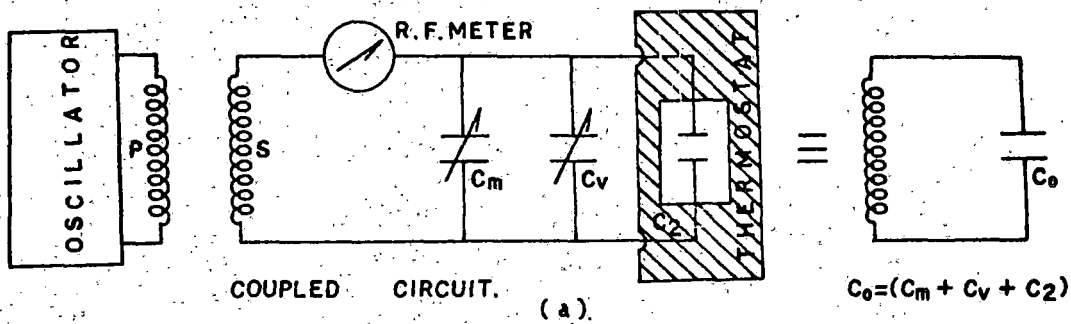 OSCILLATOR
P
S
R.F. METER
Cm
Cv
C2
THERMOSTAT
≡
Co
COUPLED CIRCUIT.
(a).
Co=(Cm + Cv + C2)